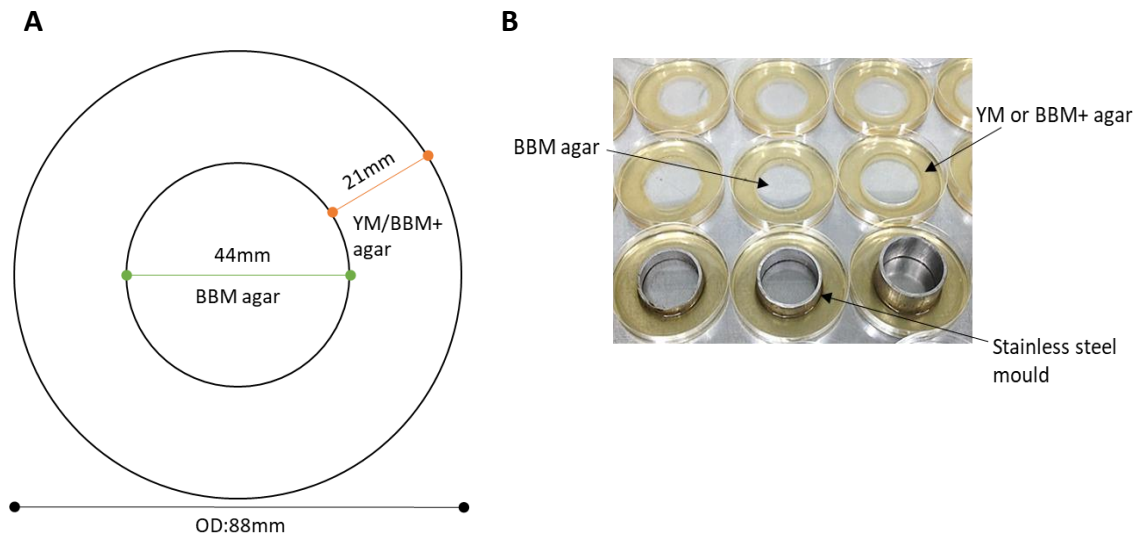 A
21mm
YM/BBM+
agar
44mm
BBM agar
OD:88mm
B
BBM agar
YM or BBM+ agar
Stainless steel
mould